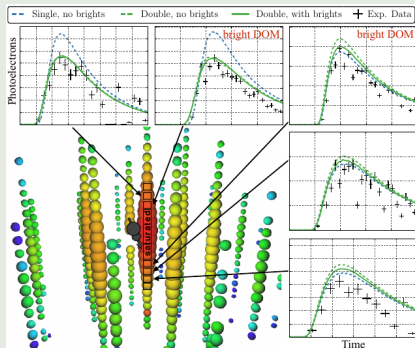 Single, no brights
Double, no brights
Double, with brights
Exp. Data
bright DOM
bright DOM
Photoelectrons
saturated!
Time